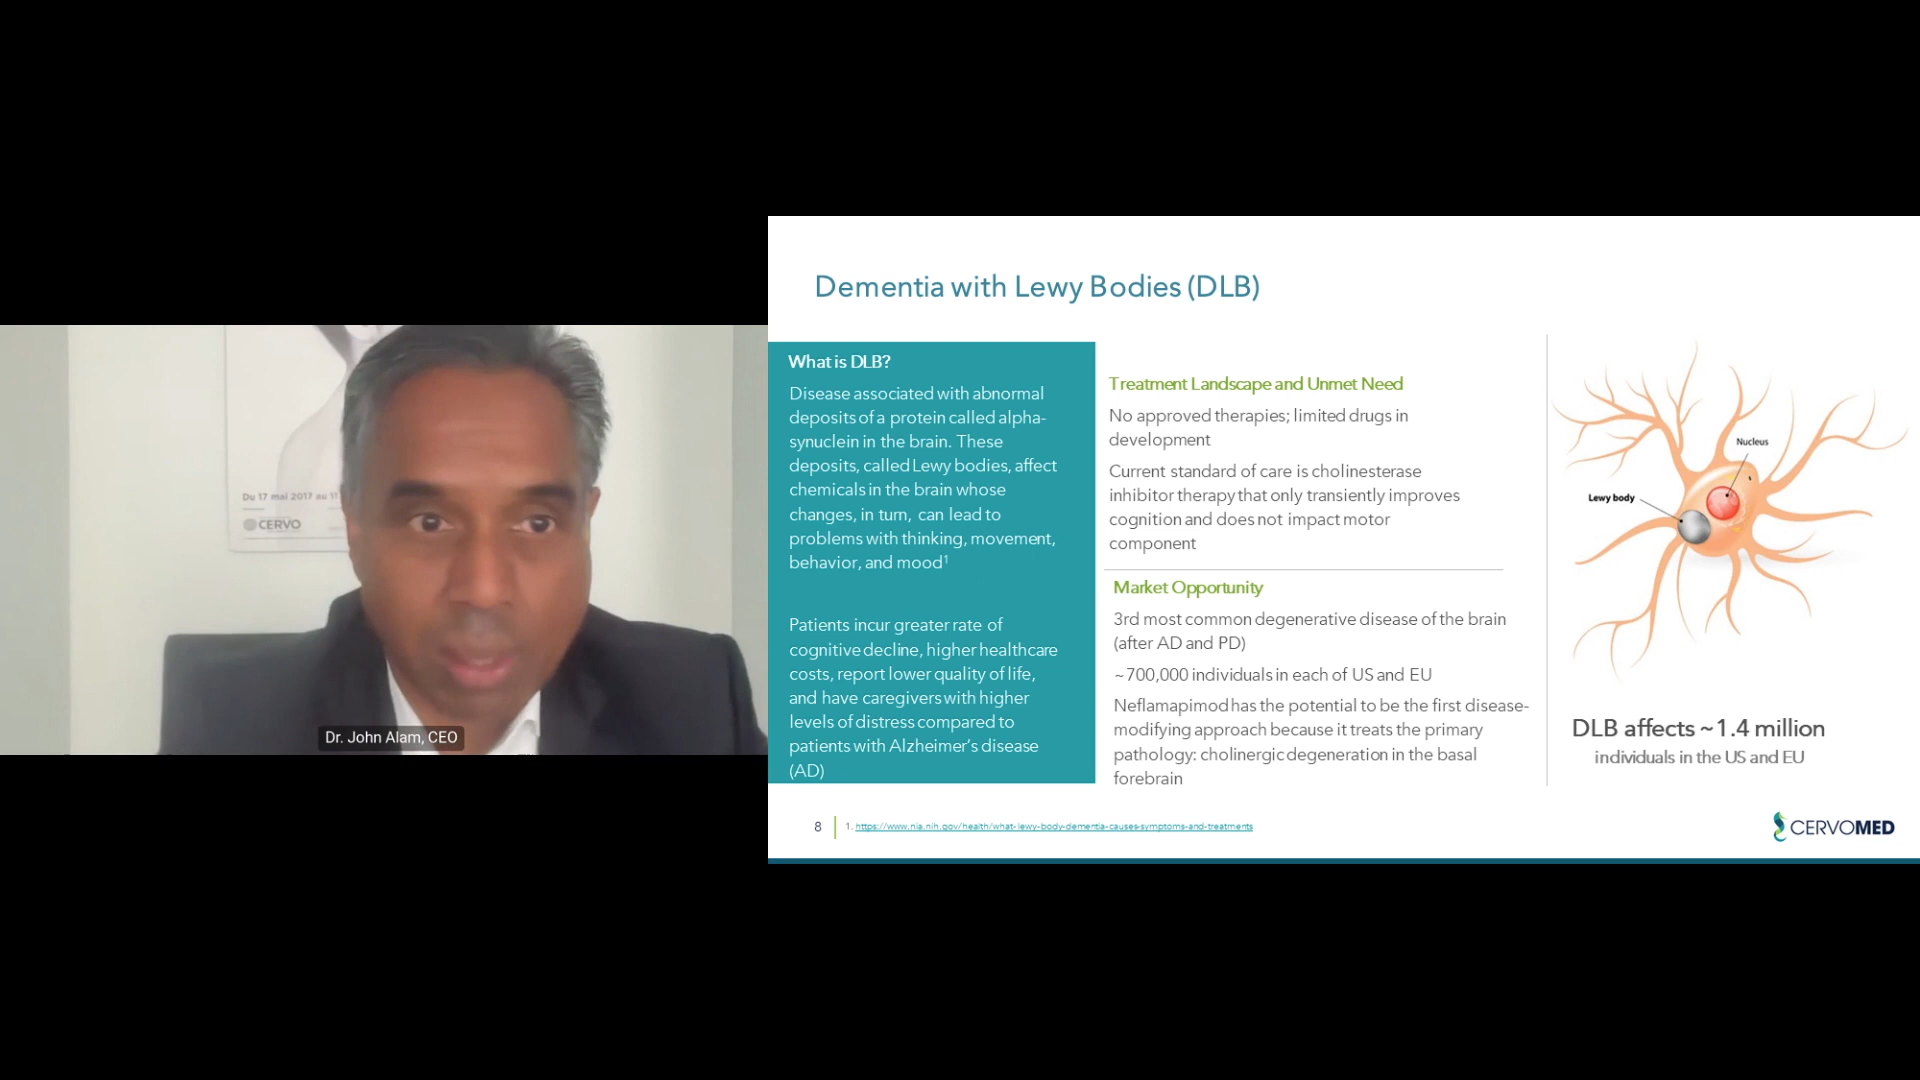 Du 17 mai 2017 au 11
CERVO
Dr. John Alam, CEO
Dementia with Lewy Bodies (DLB)
What is DLB?
Disease associated with abnormal
deposits of a protein called alpha-
synuclein in the brain. These
deposits, called Lewy bodies, affect
chemicals in the brain whose
changes, in turn, can lead to
problems with thinking, movement,
behavior, and mood¹
Patients incur greater rate of
cognitive decline, higher healthcare
costs, report lower quality of life,
and have caregivers with higher
levels of distress compared to
patients with Alzheimer's disease
(AD)
Treatment Landscape and Unmet Need
No approved therapies; limited drugs in
development
Current standard of care is cholinesterase
inhibitor therapy that only transiently improves
cognition and does not impact motor
component
Market Opportunity
3rd most common degenerative disease of the brain
(after AD and PD)
~700,000 individuals in each of US and EU
Neflamapimod has the potential to be the first disease-
modifying approach because it treats the primary
pathology: cholinergic degeneration in the basal
forebrain
Nucleus
Lewy body
DLB affects ~1.4 million
individuals in the US and EU
8
1. https://www.nia.nih.gov/health/what-lewy-body-dementia-causes-symptoms-and-treatments
CERVOMED